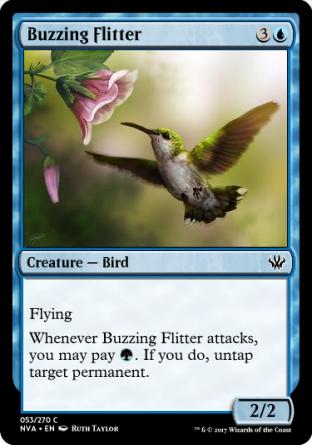 Buzzing Flitter 3
Creature — Bird
Flying
Whenever Buzzing Flitter attacks,
you may pay . If you do, untap
target permanent.
2/2
053/270 C
NVA • EN RUTH TAYLOR
™ & © 2017 Wizards of the Coast